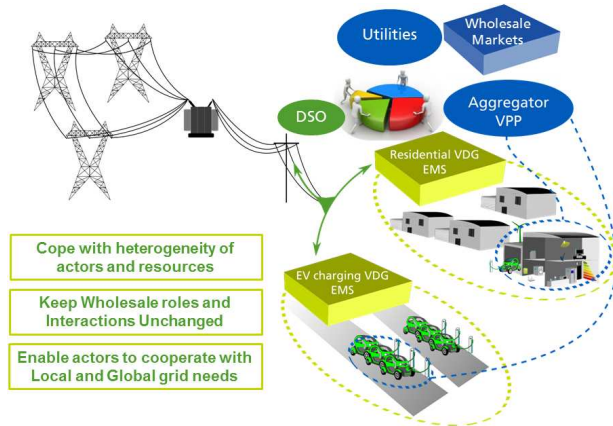 Utilities
Wholesale
Markets
DSO
Aggregator
VPP
Residential VDG
EMS
Cope with heterogeneity of
actors and resources
EV charging VDG
EMS
Keep Wholesale roles and
Interactions Unchanged
Enable actors to cooperate with
Local and Global grid needs